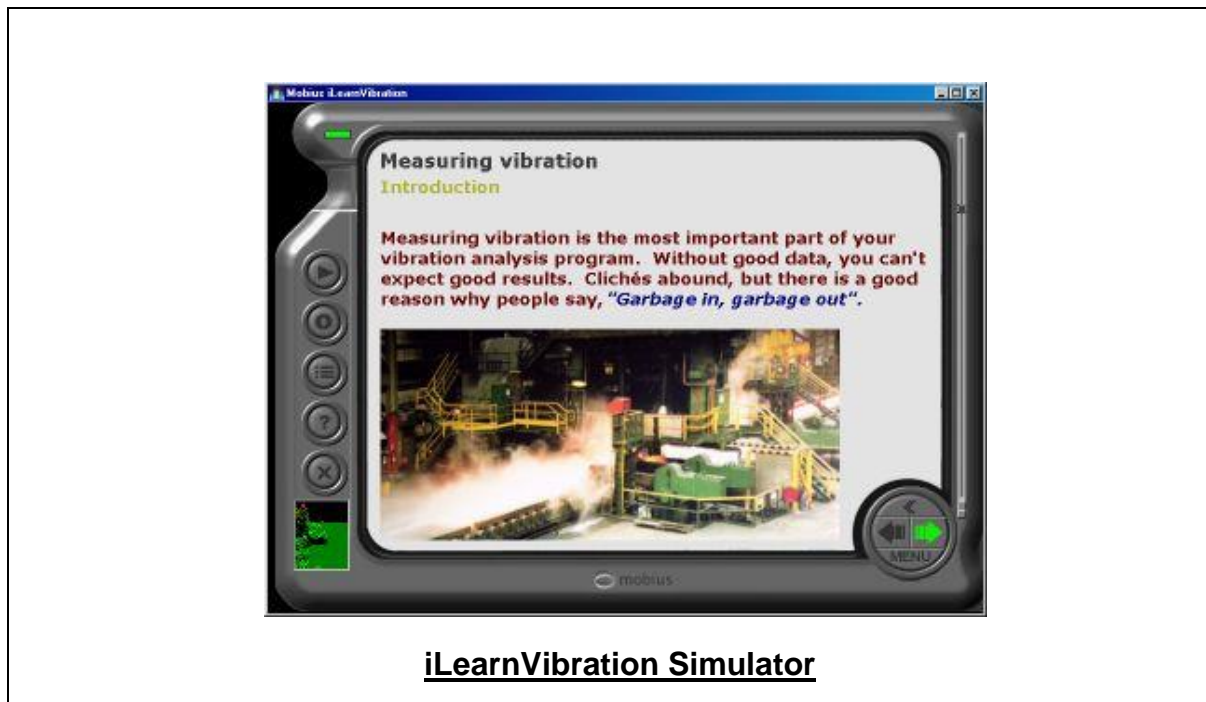 Mobius iLearnVibration
Measuring vibration
Introduction
Measuring vibration is the most important part of your
vibration analysis program. Without good data, you can't
expect good results. Clichés abound, but there is a good
reason why people say, "Garbage in, garbage out".
MENU
mobius
iLearnVibration Simulator